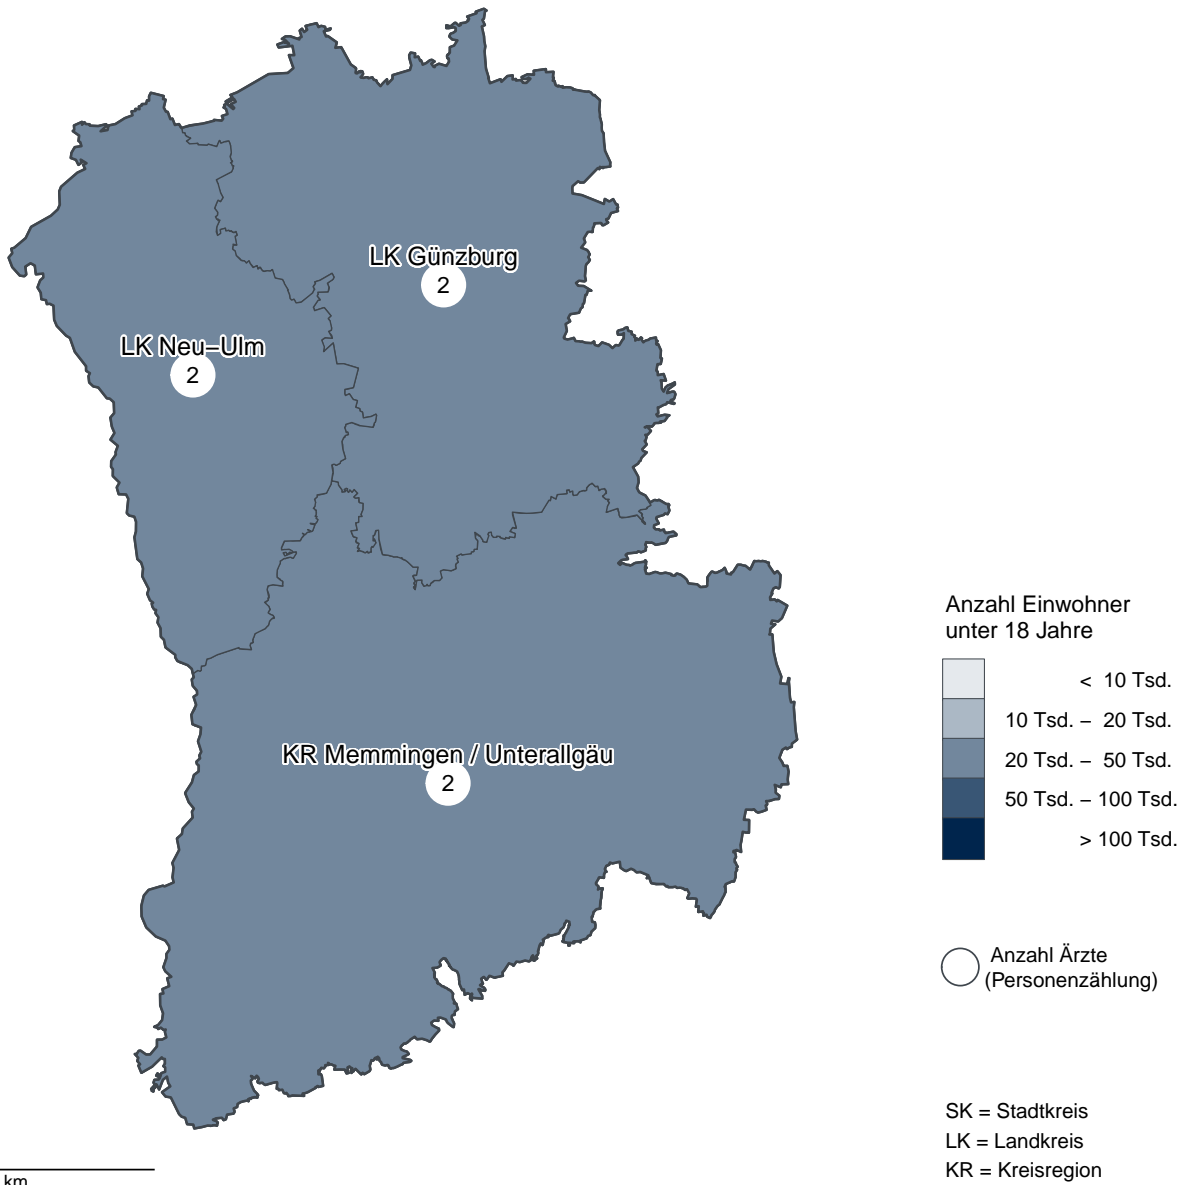 LK Günzburg
2
LK Neu–Ulm
2
KR Memmingen / Unterallgäu
2
Anzahl Einwohner
unter 18 Jahre
< 10 Tsd.
10 Tsd. – 20 Tsd.
20 Tsd. – 50 Tsd.
50 Tsd. – 100 Tsd.
> 100 Tsd.
Anzahl Ärzte
(Personenzählung)
SK = Stadtkreis
LK = Landkreis
KR = Kreisregion
km